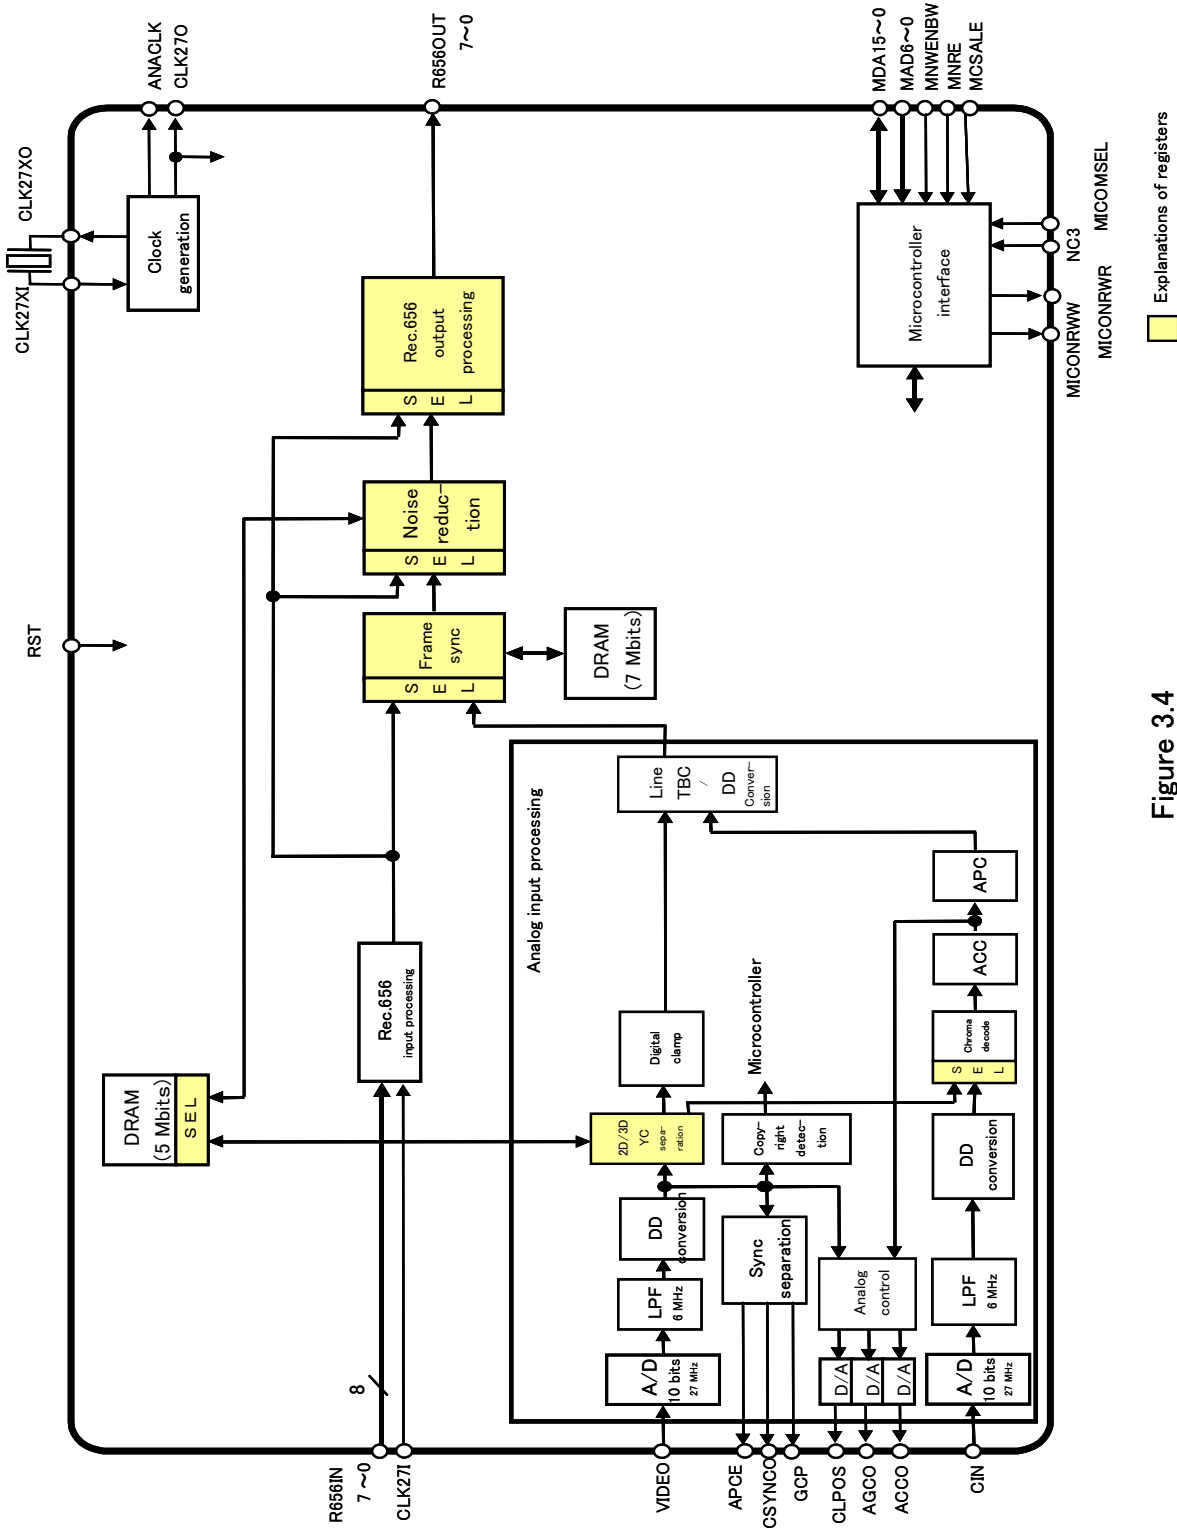 CLK27XI
CLK27XO
Clock
generation
ANACLK
CLK27O
RST
R656OUT
7～0
DRAM
(5 Mbits)
SEL
Rec.656
output
processing
S E L
Noise
reduc-
tion
S E L
Frame
sync
S E L
DRAM
(7 Mbits)
Rec.656
input processing
R656IN
7～0
8
CLK27I
MDA15～0
MAD6～0
MNWENBW
MNRE
MCSALE
Microcontroller
interface
MICONRWW
MICONRWR
NC3
MICOMSEL
Analog input processing
VIDEO
A/D
10 bits
27 MHz
LPF
6 MHz
DD
conversion
2D/3D
YC
sepa-
ration
Digital
clamp
Line
TBC
/
DD
Conver-
sion
APCE
CSYNCO
GCP
Sync
separation
Copy-
right
detec-
tion
Microcontroller
CLPOS
AGCO
ACCO
D/A
D/A
D/A
Analog
control
CIN
A/D
10 bits
27 MHz
LPF
6 MHz
DD
conversion
S E L
Chroma
decode
ACC
APC
Explanations of registers
Figure 3.4